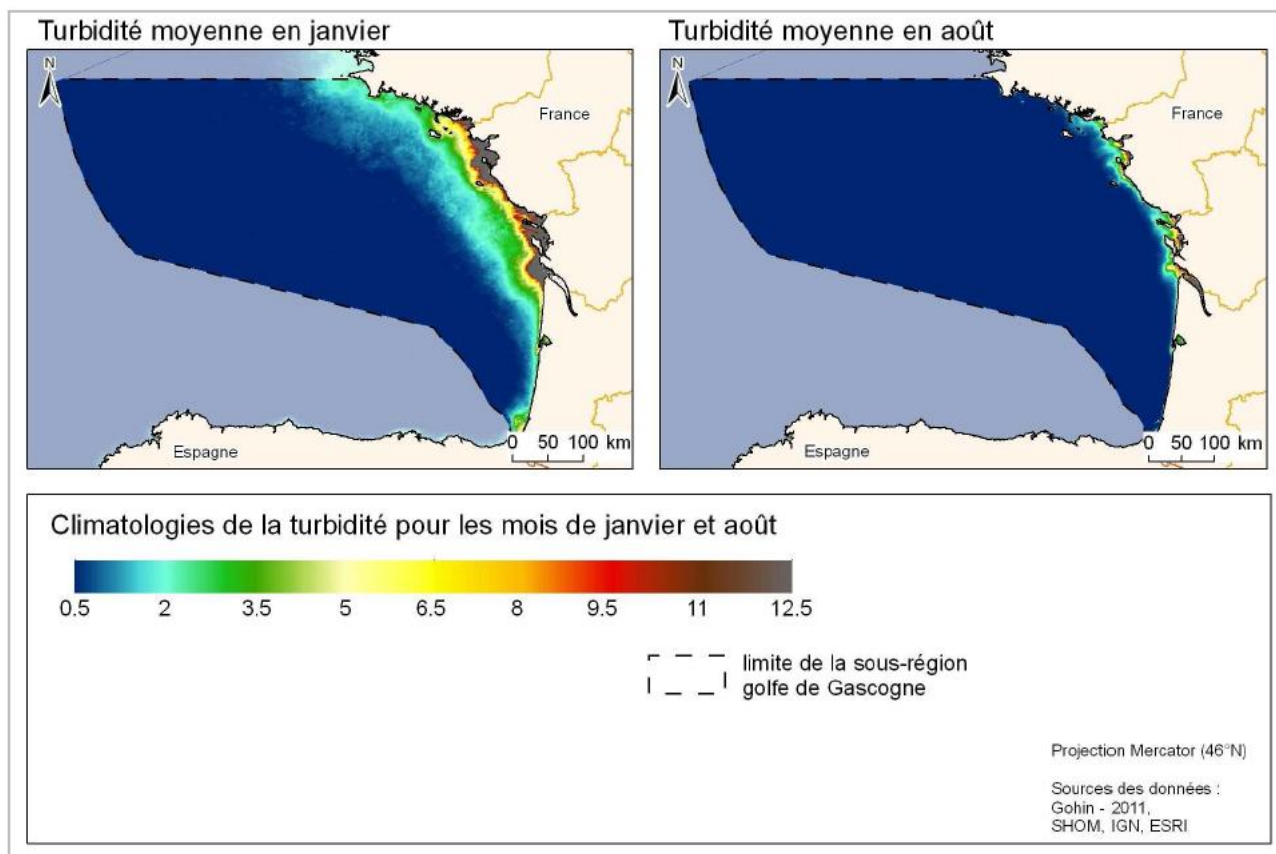 Turbidité moyenne en janvier
N
France
Espagne
0 50 100 km
Turbidité moyenne en août
N
France
Espagne
0 50 100 km
Climatologies de la turbidité pour les mois de janvier et août
0.5 2 3.5 5 6.5 8 9.5 11 12.5
limite de la sous-région
golfe de Gascogne
Projection Mercator (46°N)
Sources des données :
Gohin - 2011,
SHOM, IGN, ESRI